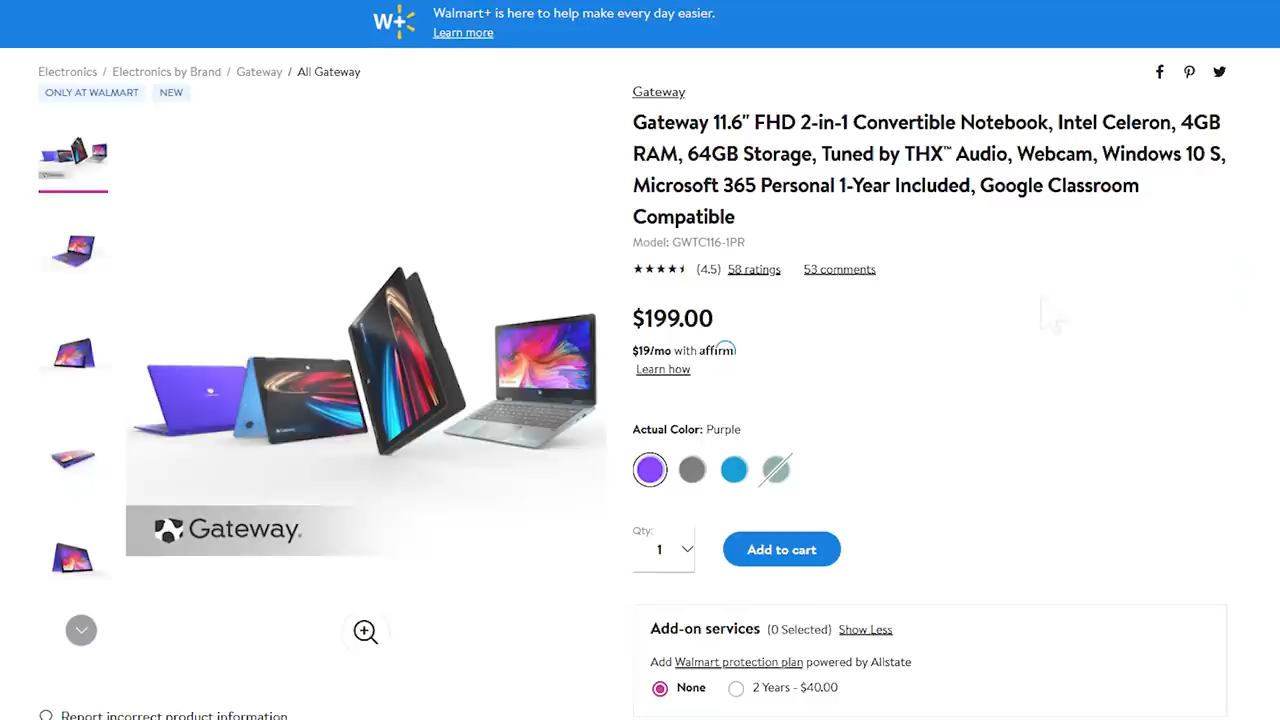 W+
Walmart+ is here to help make every day easier.
Learn more
Electronics / Electronics by Brand / Gateway / All Gateway
ONLY AT WALMART NEW
Gateway
Gateway 11.6" FHD 2-in-1 Convertible Notebook, Intel Celeron, 4GB
RAM, 64GB Storage, Tuned by THX™ Audio, Webcam, Windows 10 S,
Microsoft 365 Personal 1-Year Included, Google Classroom
Compatible
Model: GWTC116-1PR
(4.5) 58 ratings 53 comments
$199.00
$19/mo with affirm
Learn how
Actual Color: Purple
Gateway.
Qty:
1
Add to cart
Add-on services (0 Selected) Show Less
Add Walmart protection plan powered by Allstate
None 2 Years - $40.00
Report incorrect product information